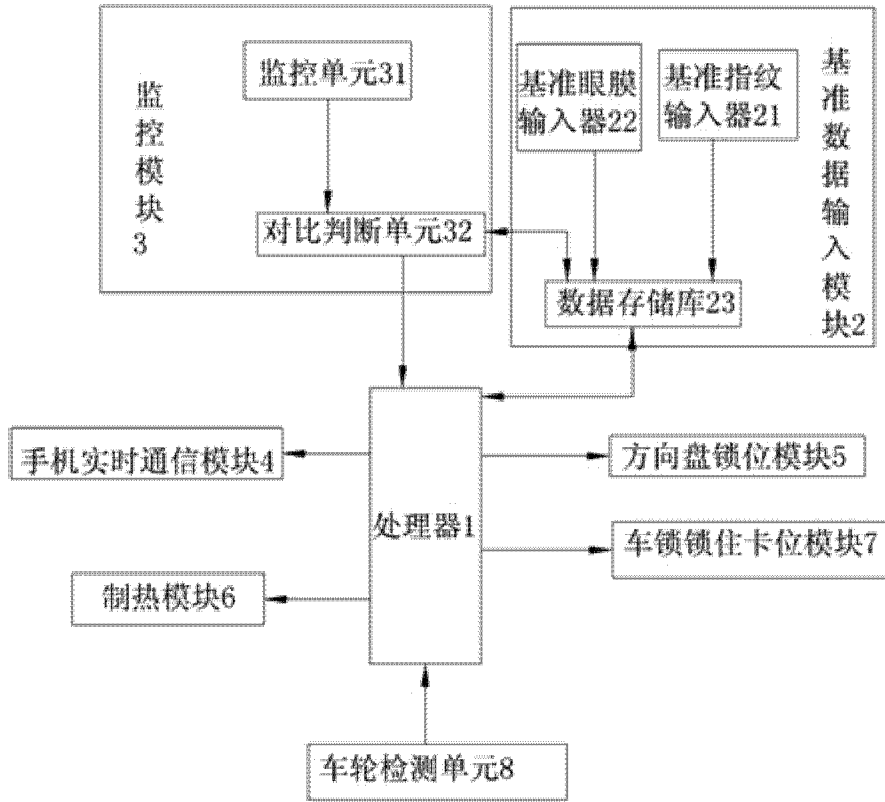 监控模块3
监控单元31
对比判断单元32
基准眼膜
输入器22
基准指纹
输入器21
基准数据输入模块2
数据存储库23
手机实时通信模块4
方向盘锁位模块5
处理器1
车锁锁住卡位模块7
制热模块6
车轮检测单元8